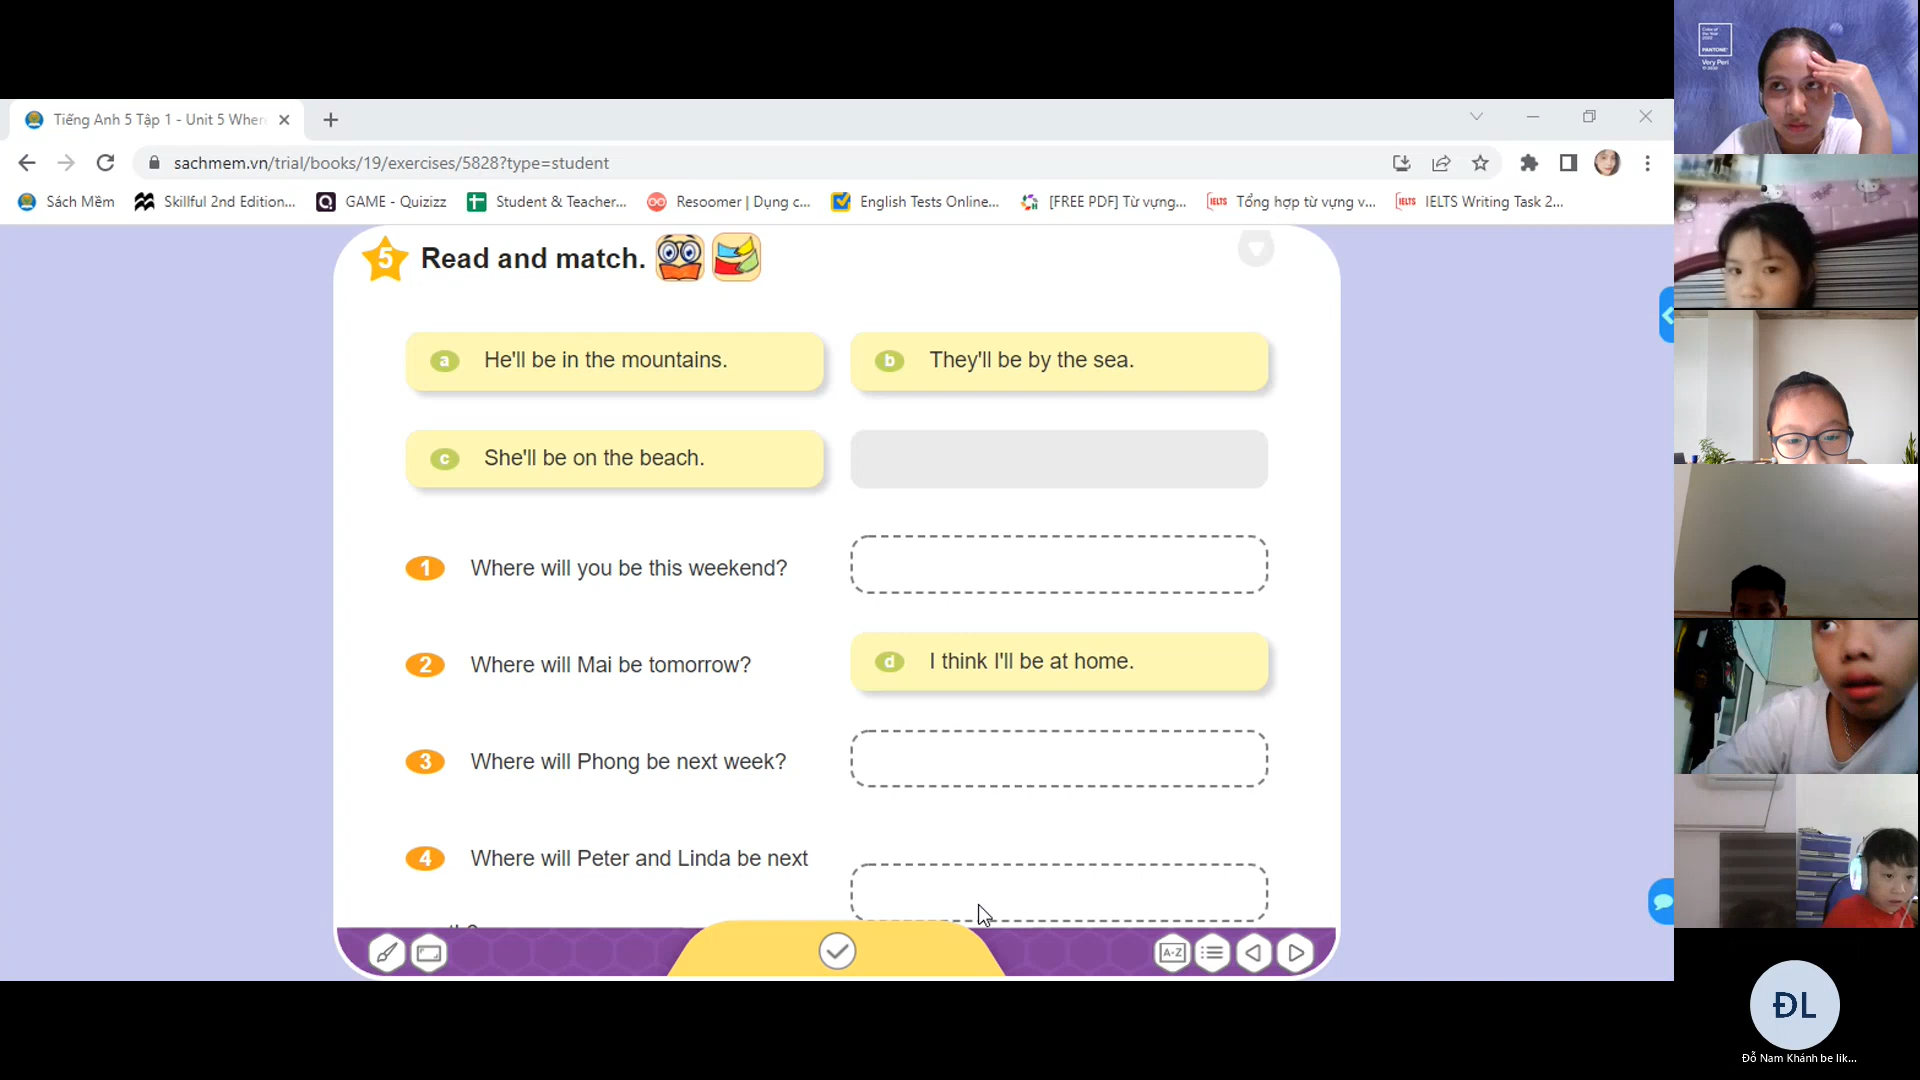 Tiếng Anh 5 Tập 1 - Unit 5 Wher
sachmem.vn/trial/books/19/exercises/5828?type=student
Sách Mềm
Skillful 2nd Edition...
GAME - Quizizz
Student & Teacher...
Resoomer | Dụng c...
English Tests Online...
[FREE PDF] Từ vựng...
IELTS
Tổng hợp từ vựng v...
IELTS
IELTS Writing Task 2...
5 Read and match.
a He'll be in the mountains.
b They'll be by the sea.
c She'll be on the beach.
1 Where will you be this weekend?
2 Where will Mai be tomorrow?
d I think I'll be at home.
3 Where will Phong be next week?
4 Where will Peter and Linda be next
A-Z
PANTONE
Very Peri
ĐL
Đỗ Nam Khánh be lik...